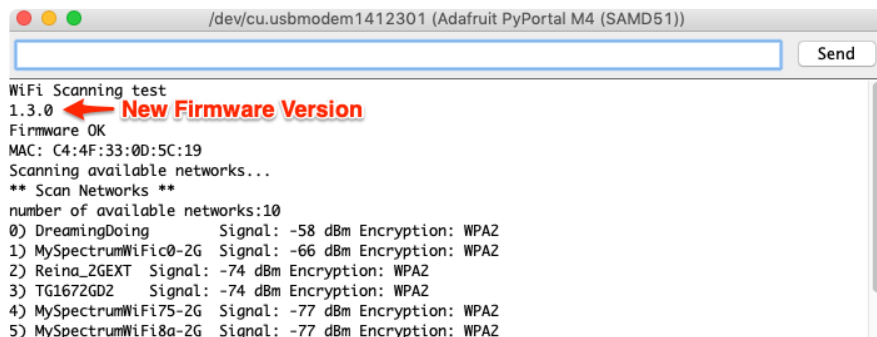 /dev/cu.usbmodem1412301 (Adafruit PyPortal M4 (SAMD51))
Send
WiFi Scanning test
1.3.0 New Firmware Version
Firmware OK
MAC: C4:4F:33:0D:5C:19
Scanning available networks...
** Scan Networks **
number of available networks:10
0) DreamingDoing Signal: -58 dBm Encryption: WPA2
1) MySpectrumWiFic0-2G Signal: -66 dBm Encryption: WPA2
2) Reina_2GEXT Signal: -74 dBm Encryption: WPA2
3) TG1672GD2 Signal: -74 dBm Encryption: WPA2
4) MySpectrumWiFi75-2G Signal: -77 dBm Encryption: WPA2
5) MySpectrumWiFi8a-2G Signal: -77 dBm Encryption: WPA2